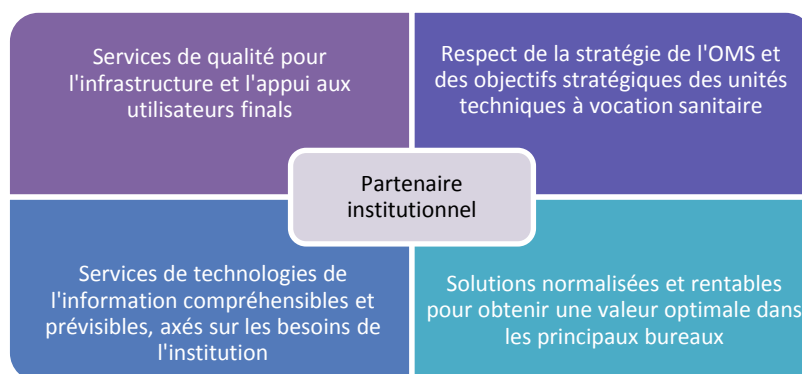 Services de qualité pour
l'infrastructure et l'appui aux
utilisateurs finals
Respect de la stratégie de l'OMS et
des objectifs stratégiques des unités
techniques à vocation sanitaire
Partenaire
institutionnel
Services de technologies de
l'information compréhensibles et
prévisibles, axés sur les besoins de
l'institution
Solutions normalisées et rentables
pour obtenir une valeur optimale dans
les principaux bureaux